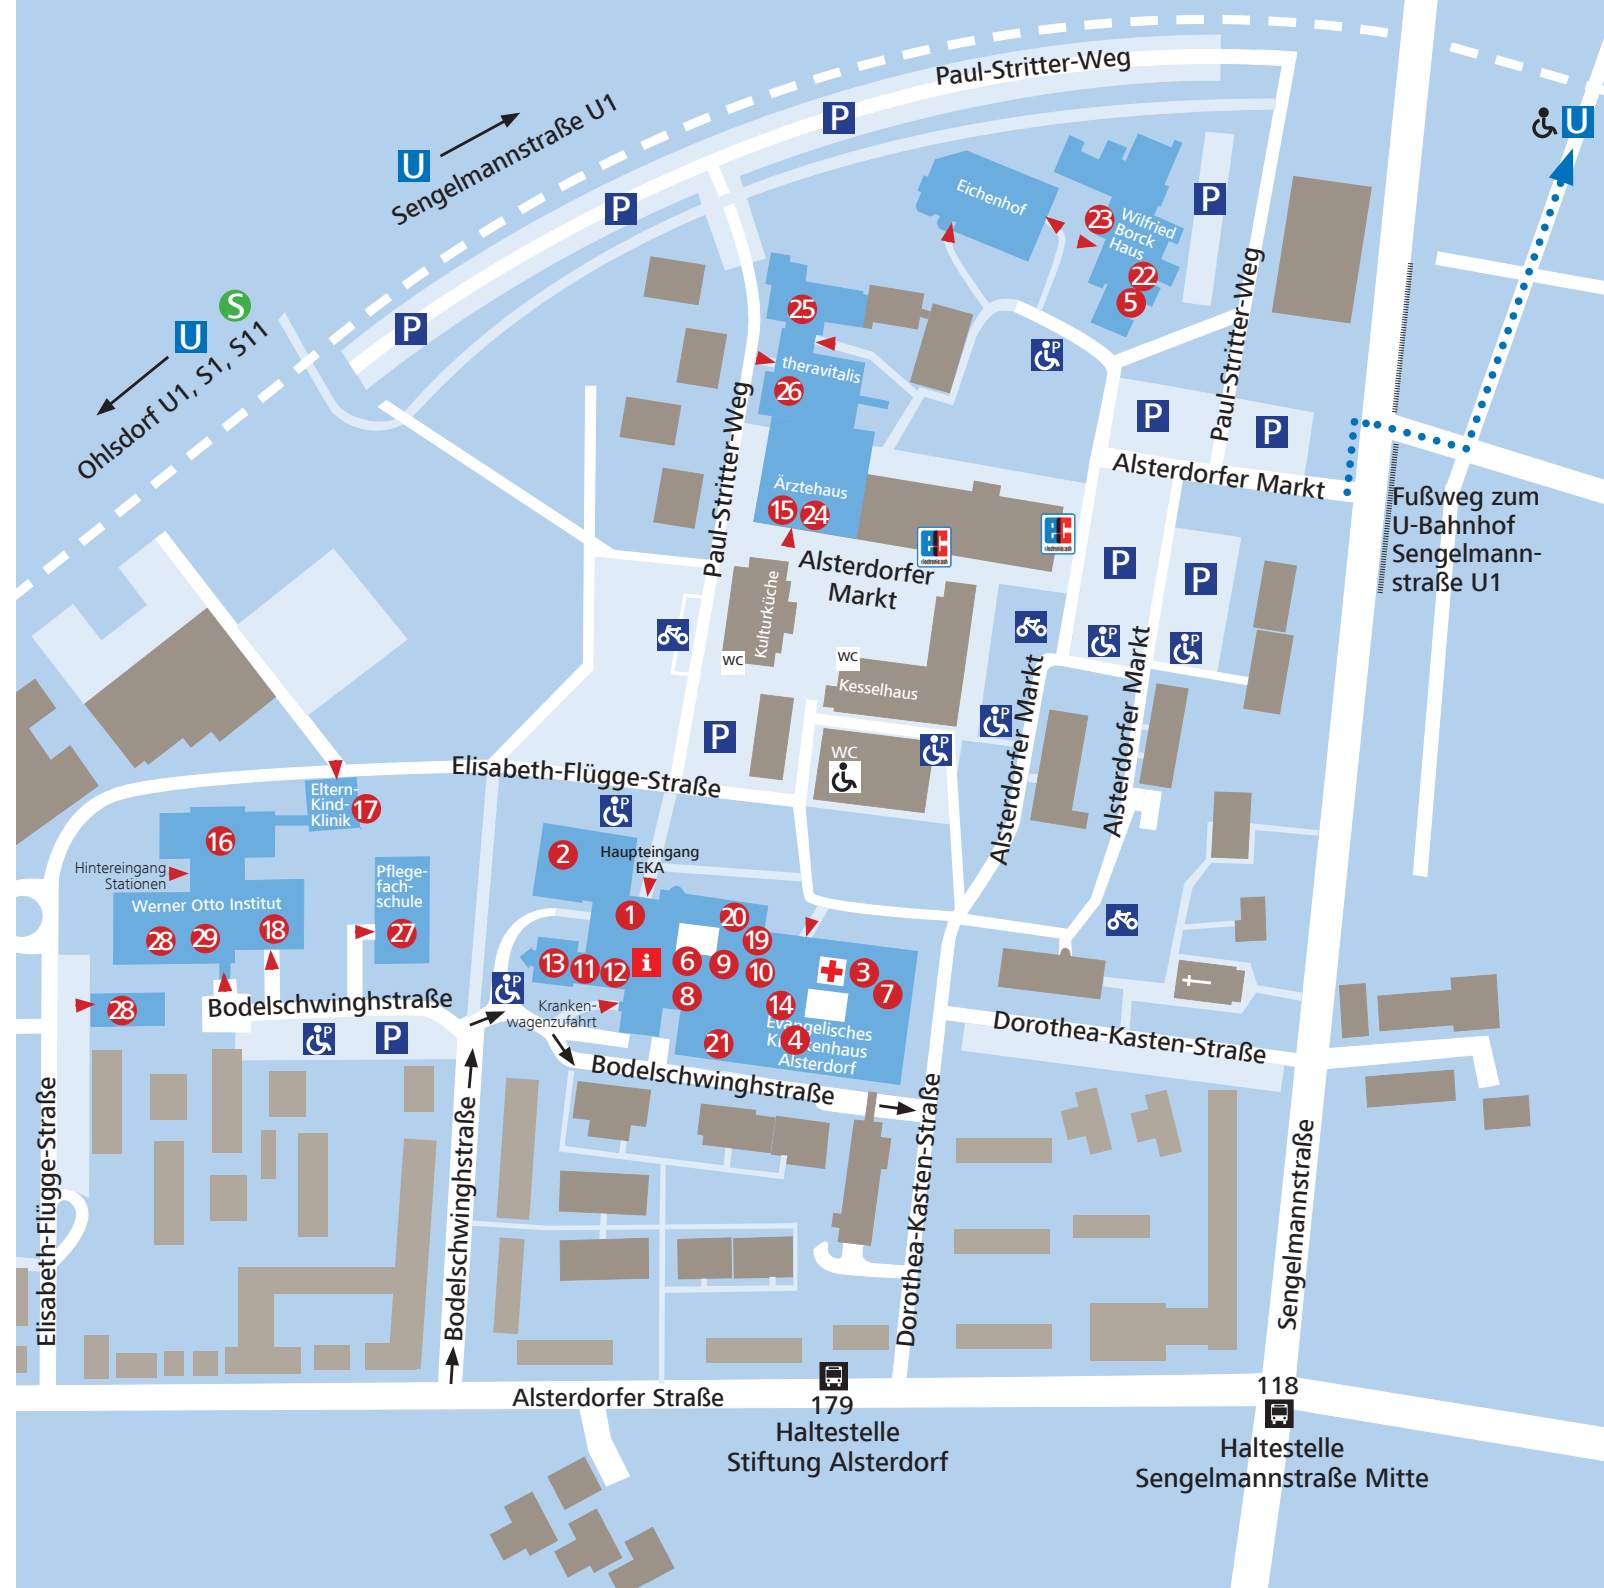 Paul-Stritter-Weg
P
U
Sengelmannstraße U1
P
U
Eichenhof
23
Wilfried
Borck
Haus
P
22
5
S
U
Ohlsdorf U1, S1, S11
P
25
theravitalis
26
P
Paul-Stritter-Weg
Paul-Stritter-Weg
P
P
Alsterdorfer Markt
Ärztehaus
15
24
Fußweg zum
U-Bahnhof
Sengelmann-
straße U1
Alsterdorfer
Markt
P
P
Kulturküche
WC
WC
Kesselhaus
P
P
P
P
P
WC
Alsterdorfer Markt
Alsterdorfer Markt
Elisabeth-Flügge-Straße
Eltern-
Kind-
Klinik
17
P
16
2
Haupteingang
EKA
Hintereingang
Stationen
Pflege-
fach-
schule
27
Werner Otto Institut
28
29
18
1
20
19
13
11
12
i
6
9
10
3
7
8
14
4
21
Evangelisches
Krankenhaus
Alsterdorf
Kranken-
wagenzufahrt
P
28
Bodelschwinghstraße
P
P
Bodelschwinghstraße
Dorothea-Kasten-Straße
Elisabeth-Flügge-Straße
Bodelschwinghstraße
Dorothea-Kasten-Straße
Sengelmannstraße
Alsterdorfer Straße
179
Haltestelle
Stiftung Alsterdorf
118
Haltestelle
Sengelmannstraße Mitte